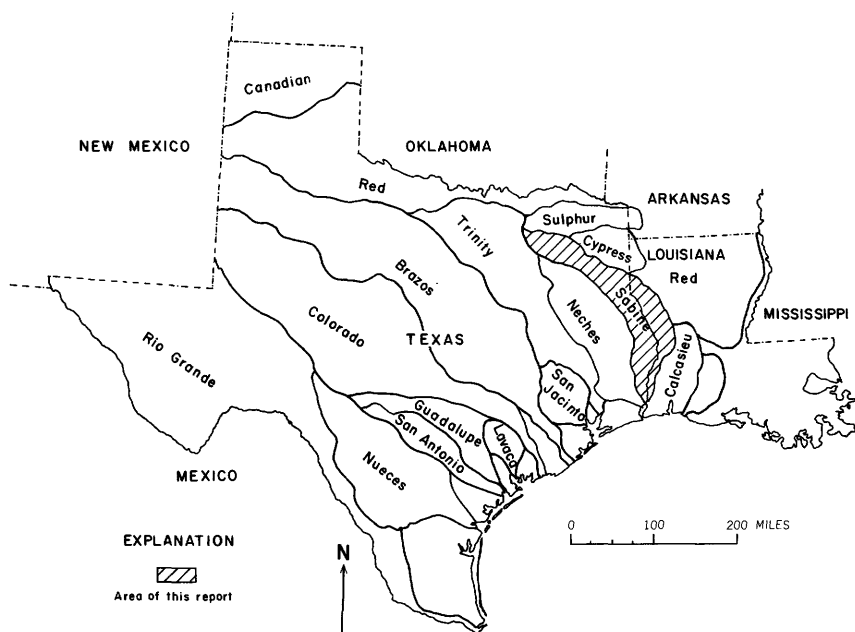 Canadian
NEW MEXICO
OKLAHOMA
Red
ARKANSAS
Sulphur
Trinity
Cypress
LOUISIANA
Red
Brazos
Sabine
MISSISSIPPI
Neches
Colorado
TEXAS
Rio Grande
Calcasieu
San
Jacinto
Guadalupe
San Antonio
Lavaca
Nueces
MEXICO
EXPLANATION
Area of this report
N
0 100 200 MILES